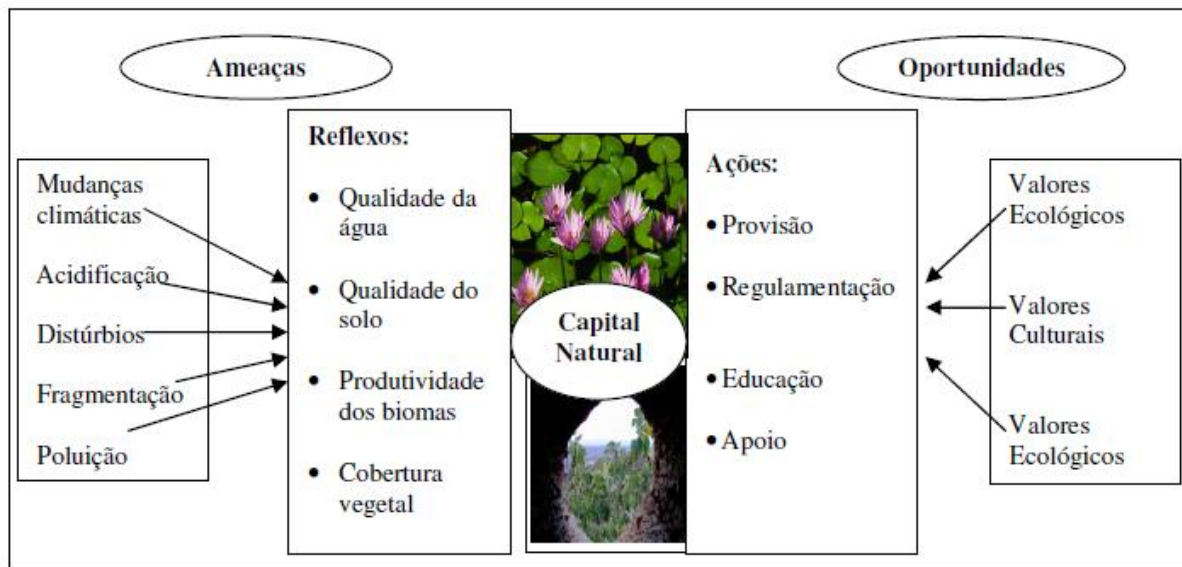 Ameaças
Oportunidades
Mudanças
climáticas
Acidificação
Distúrbios
Fragmentação
Poluição
Reflexos:
• Qualidade da
água
• Qualidade do
solo
• Produtividade
dos biomas
• Cobertura
vegetal
Capital
Natural
Ações:
• Provisão
• Regulamentação
• Educação
• Apoio
Valores
Ecológicos
Valores
Culturais
Valores
Ecológicos